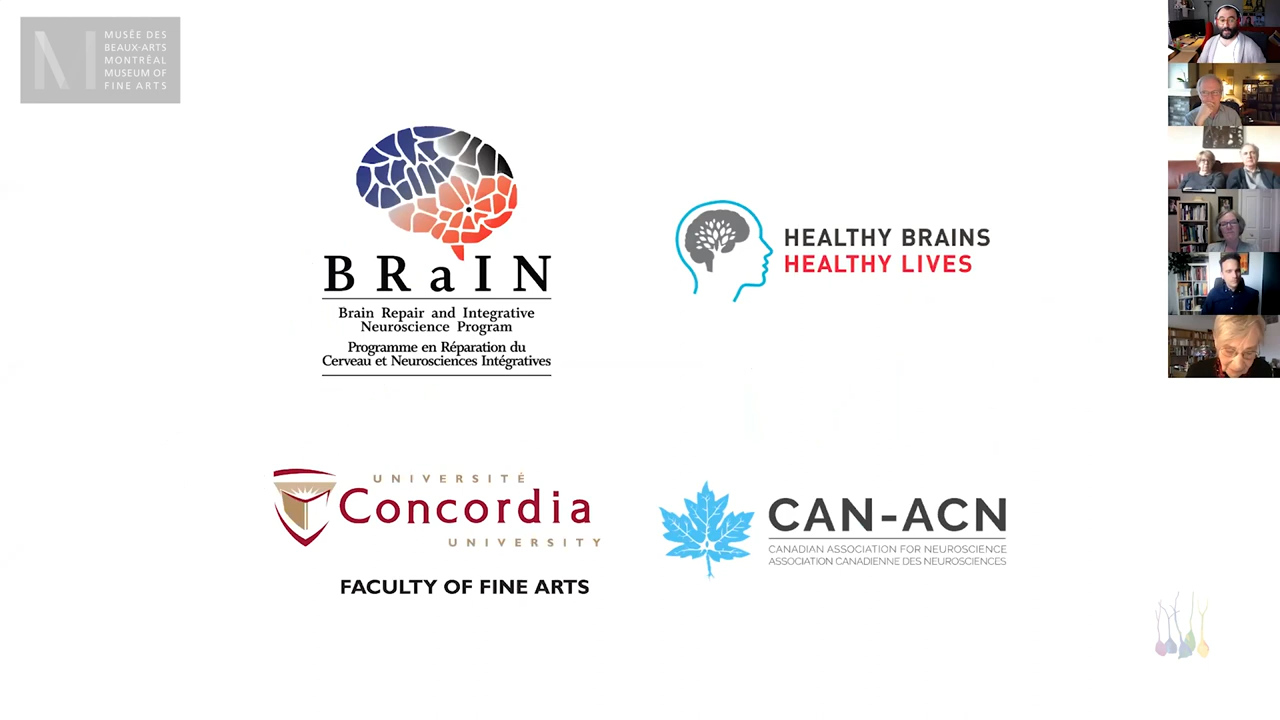 MUSÉE DES
BEAUX-ARTS
MONTRÉAL
MUSEUM OF
FINE ARTS
BRaIN
Brain Repair and Integrative
Neuroscience Program
Programme en Réparation du
Cerveau et Neurosciences Intégratives
HEALTHY BRAINS
HEALTHY LIVES
UNIVERSITÉ
Concordia
UNIVERSITY
FACULTY OF FINE ARTS
CAN-ACN
CANADIAN ASSOCIATION FOR NEUROSCIENCE
ASSOCIATION CANADIENNE DES NEUROSCIENCES